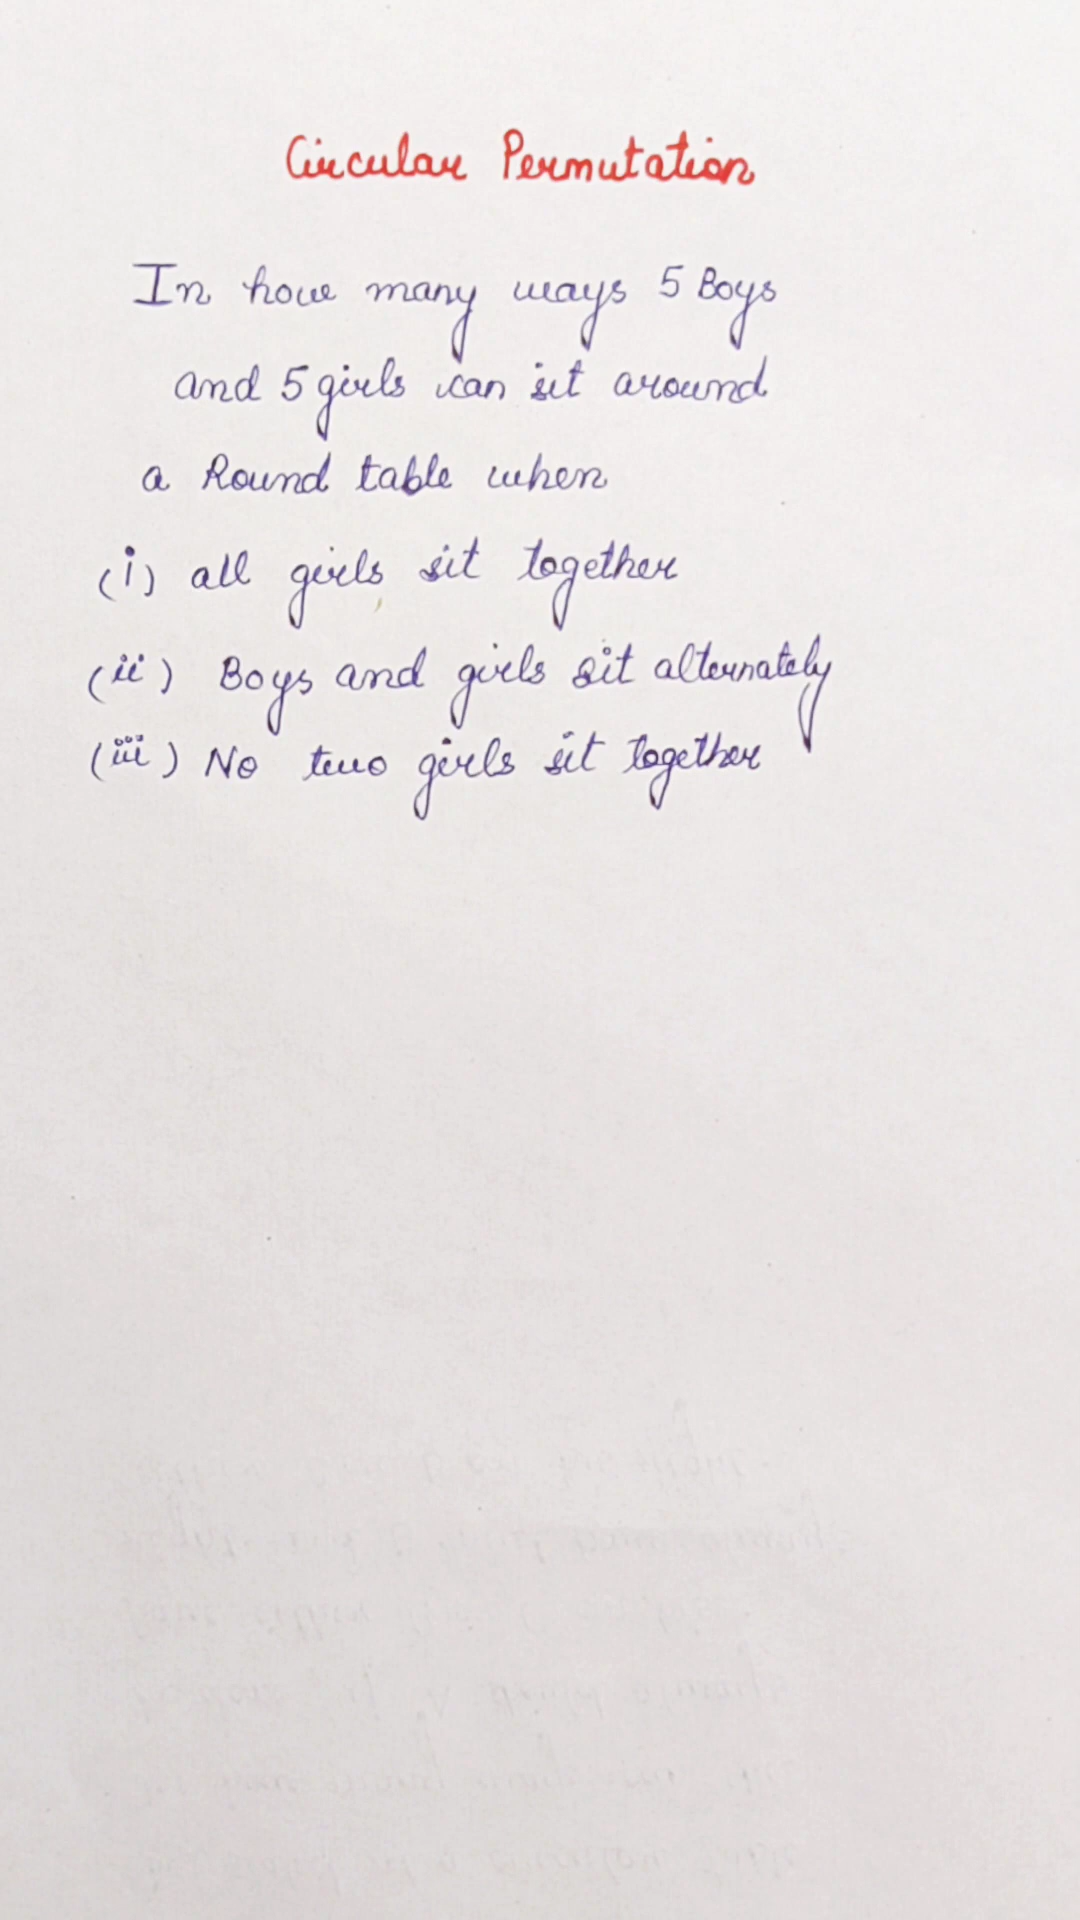 Circular Permutation
In how many ways 5 Boys
and 5 girls can sit around
a Round table when
(i) all girls sit together
(ii) Boys and girls sit alternately
(iii) No two girls sit together